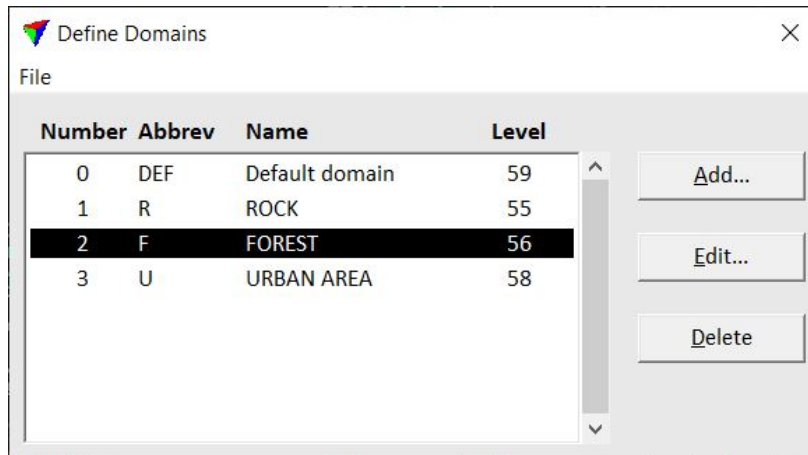 Define Domains
File
Number Abbrev Name Level
0 DEF Default domain 59
1 R ROCK 55
2 F FOREST 56
3 U URBAN AREA 58
Add...
Edit...
Delete